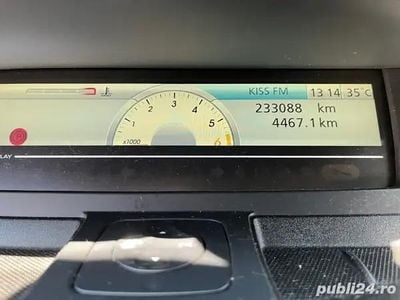 KISS FM 13 14 35°C
233088 km
4467.1 km
1 2 3 4 5 6
x1000
LAY
publi24.ro